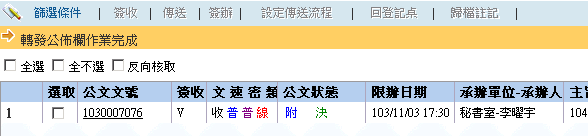 篩選條件 | 簽收 | 傳送 | 簽辦 | 設定傳送流程 | 回登記桌 | 歸檔註記
轉發公佈欄作業完成
全選 全不選 反向核取
選取 公文文號 簽收 文 速 密 類 公文狀態 限辦日期 承辦單位-承辦人 主旨
1 1030007076 V 收 普 普 線 附 決 103/11/03 17:30 秘書室-李曜宇 104